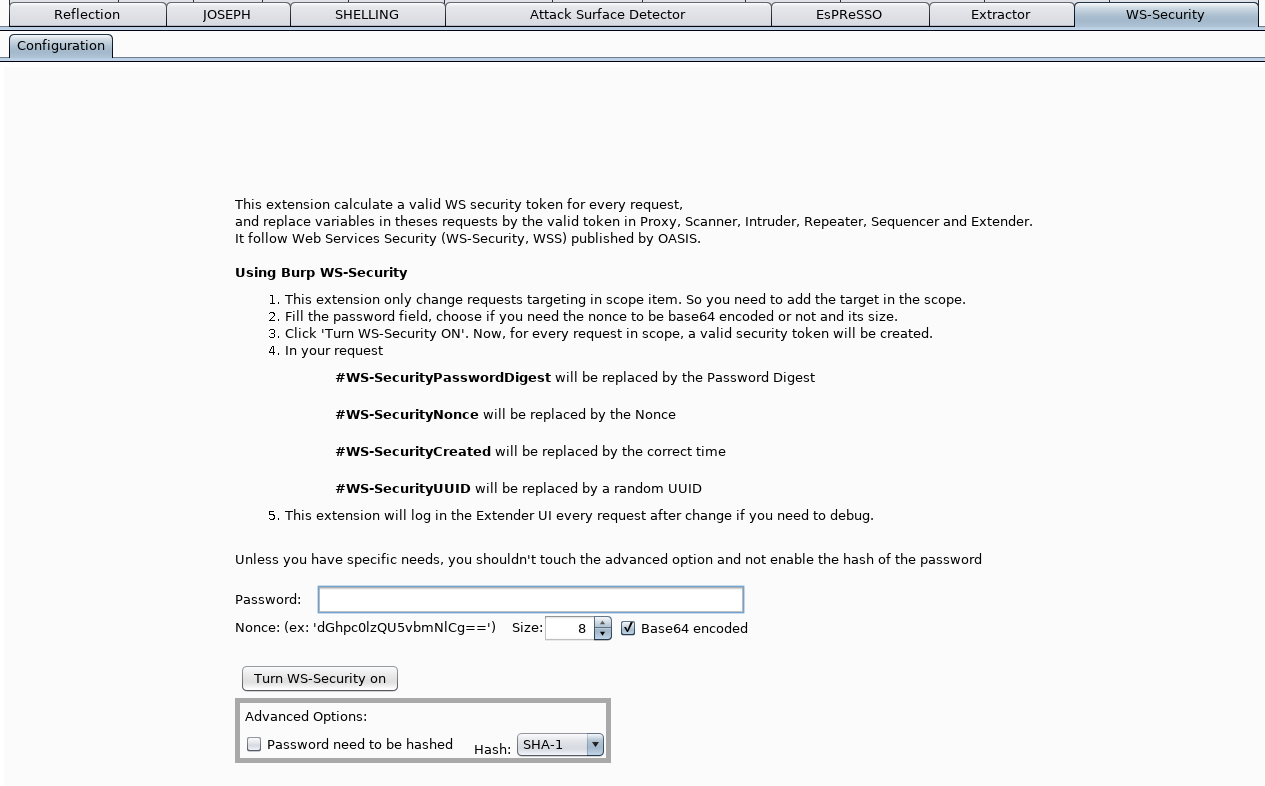 Reflection JOSEPH SHELLING Attack Surface Detector EsPReSSO Extractor WS-Security
Configuration
This extension calculate a valid WS security token for every request,
and replace variables in theses requests by the valid token in Proxy, Scanner, Intruder, Repeater, Sequencer and Extender.
It follow Web Services Security (WS-Security, WSS) published by OASIS.
Using Burp WS-Security
1. This extension only change requests targeting in scope item. So you need to add the target in the scope.
2. Fill the password field, choose if you need the nonce to be base64 encoded or not and its size.
3. Click 'Turn WS-Security ON'. Now, for every request in scope, a valid security token will be created.
4. In your request
#WS-SecurityPasswordDigest will be replaced by the Password Digest
#WS-SecurityNonce will be replaced by the Nonce
#WS-SecurityCreated will be replaced by the correct time
#WS-SecurityUUID will be replaced by a random UUID
5. This extension will log in the Extender UI every request after change if you need to debug.
Unless you have specific needs, you shouldn't touch the advanced option and not enable the hash of the password
Password:
Nonce: (ex: 'dGhpc0lzQU5vbmNlCg==') Size: 8 Base64 encoded
Turn WS-Security on
Advanced Options:
Password need to be hashed Hash: SHA-1